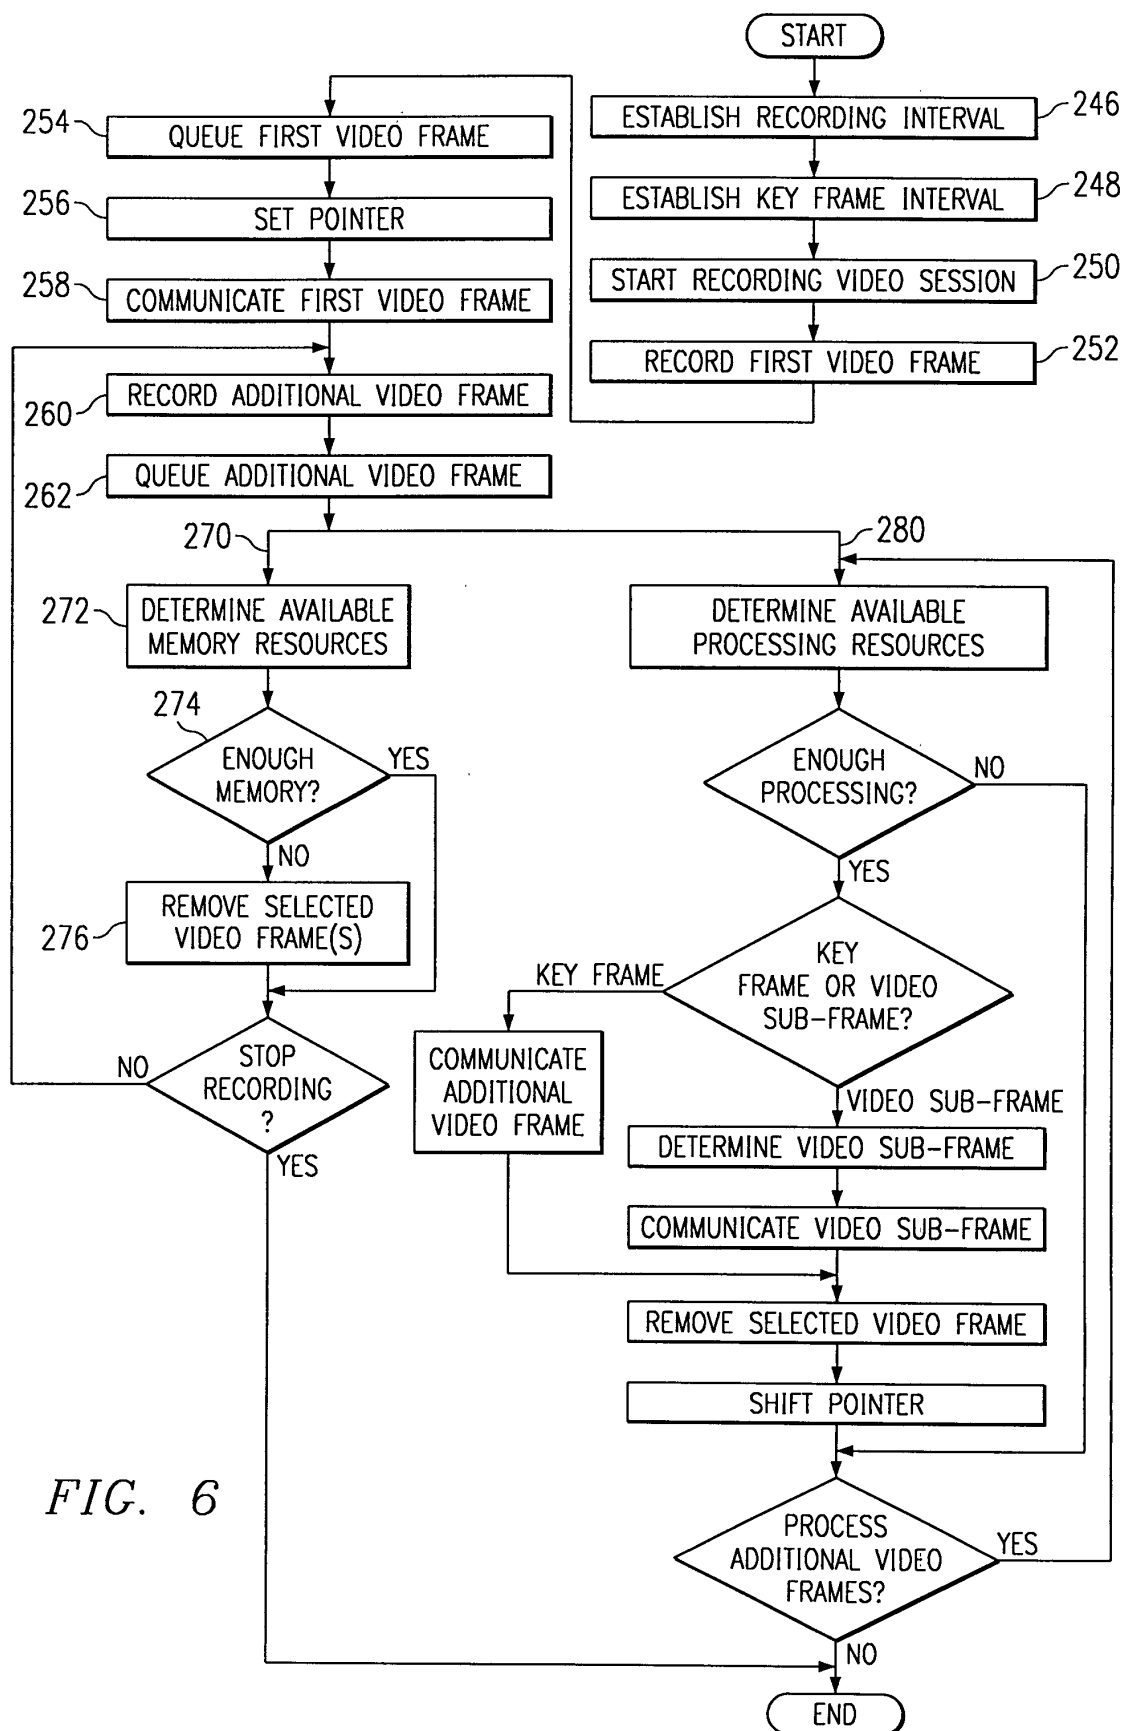 START
ESTABLISH RECORDING INTERVAL
246
ESTABLISH KEY FRAME INTERVAL
248
START RECORDING VIDEO SESSION
250
RECORD FIRST VIDEO FRAME
252
254
QUEUE FIRST VIDEO FRAME
256
SET POINTER
258
COMMUNICATE FIRST VIDEO FRAME
260
RECORD ADDITIONAL VIDEO FRAME
262
QUEUE ADDITIONAL VIDEO FRAME
270
272
DETERMINE AVAILABLE
MEMORY RESOURCES
274
ENOUGH
MEMORY?
YES
NO
276
REMOVE SELECTED
VIDEO FRAME(S)
STOP
RECORDING
?
NO
YES
280
DETERMINE AVAILABLE
PROCESSING RESOURCES
ENOUGH
PROCESSING?
NO
YES
KEY
FRAME OR VIDEO
SUB-FRAME?
KEY FRAME
COMMUNICATE
ADDITIONAL
VIDEO FRAME
VIDEO SUB-FRAME
DETERMINE VIDEO SUB-FRAME
COMMUNICATE VIDEO SUB-FRAME
REMOVE SELECTED VIDEO FRAME
SHIFT POINTER
PROCESS
ADDITIONAL VIDEO
FRAMES?
YES
NO
END
FIG. 6